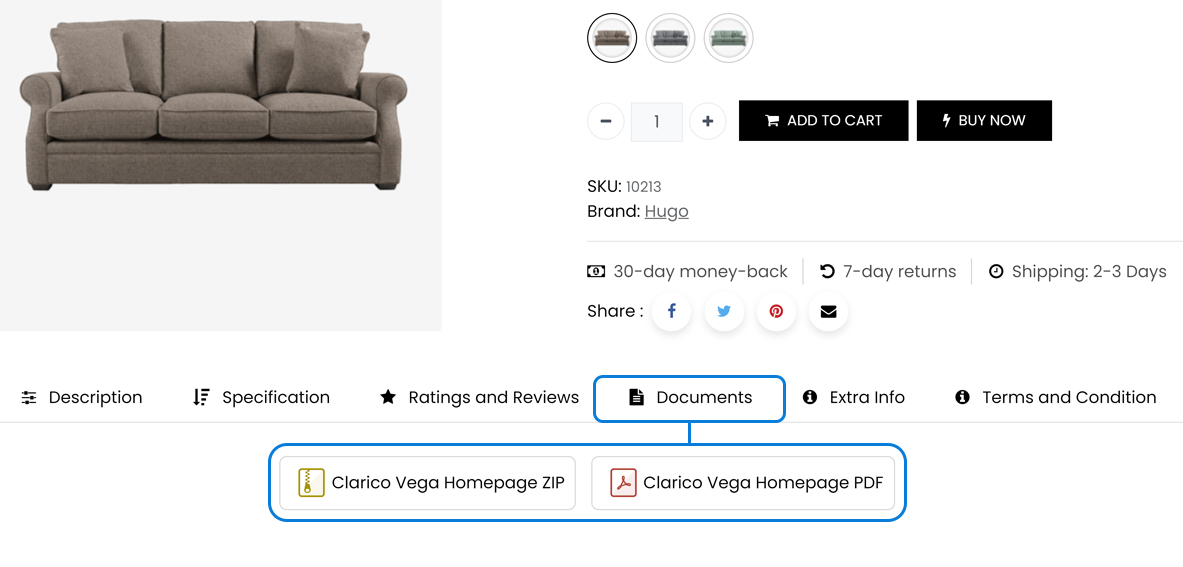 1
ADD TO CART
BUY NOW
SKU: 10213
Brand: Hugo
30-day money-back
7-day returns
Shipping: 2-3 Days
Share :
Description
Specification
Ratings and Reviews
Documents
Extra Info
Terms and Condition
Clarico Vega Homepage ZIP
Clarico Vega Homepage PDF